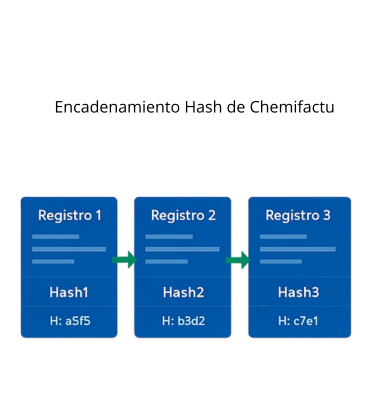 Encadenamiento Hash de Chemifactu
Registro 1
Hash1
H: a5f5
Registro 2
Hash2
H: b3d2
Registro 3
Hash3
H: c7e1